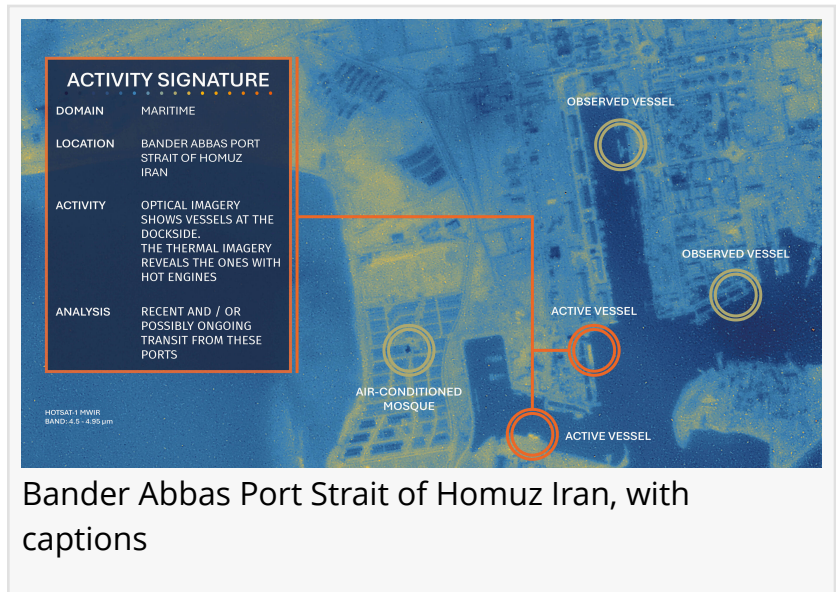 ACTIVITY SIGNATURE
DOMAIN MARITIME
LOCATION BANDER ABBAS PORT
STRAIT OF HOMUZ
IRAN
ACTIVITY OPTICAL IMAGERY
SHOWS VESSELS AT THE
DOCKSIDE.
THE THERMAL IMAGERY
REVEALS THE ONES WITH
HOT ENGINES
ANALYSIS RECENT AND / OR
POSSIBLY ONGOING
TRANSIT FROM THESE
PORTS
HOTSAT-1 MWIR
BAND: 4.5 - 4.95 µm
OBSERVED VESSEL
OBSERVED VESSEL
ACTIVE VESSEL
AIR-CONDITIONED
MOSQUE
ACTIVE VESSEL
Bander Abbas Port Strait of Homuz Iran, with
captions